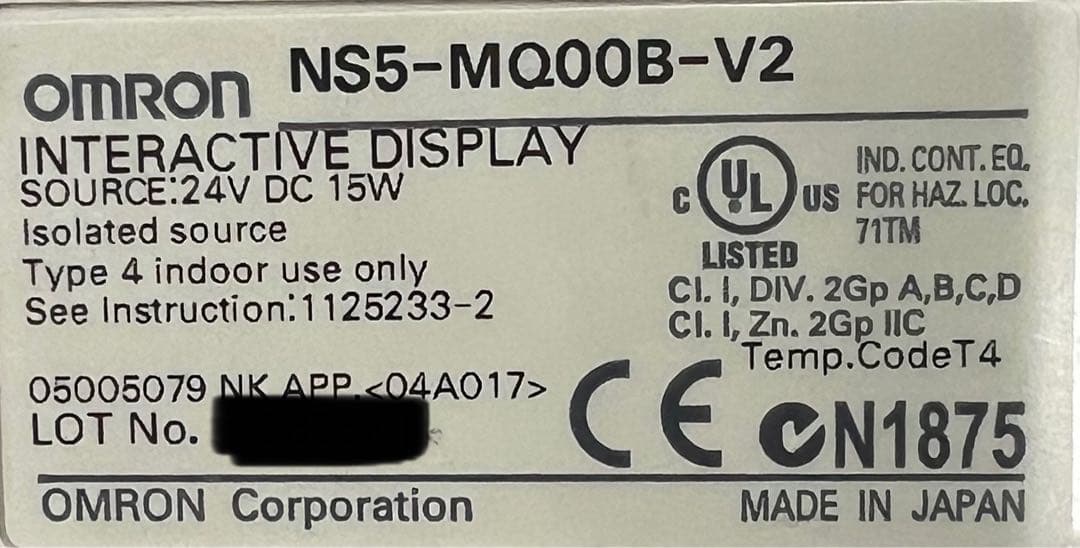 OMRON NS5-MQ00B-V2
INTERACTIVE DISPLAY
SOURCE:24V DC 15W
Isolated source
Type 4 indoor use only
See Instruction:1125233-2
C UL US
LISTED
IND. CONT. EQ.
FOR HAZ. LOC.
71TM
Cl. I, DIV. 2Gp A,B,C,D
Cl. I, Zn. 2Gp IIC
Temp.CodeT4
05005079 NK APP.<04A017>
LOT No.
CE N1875
OMRON Corporation
MADE IN JAPAN